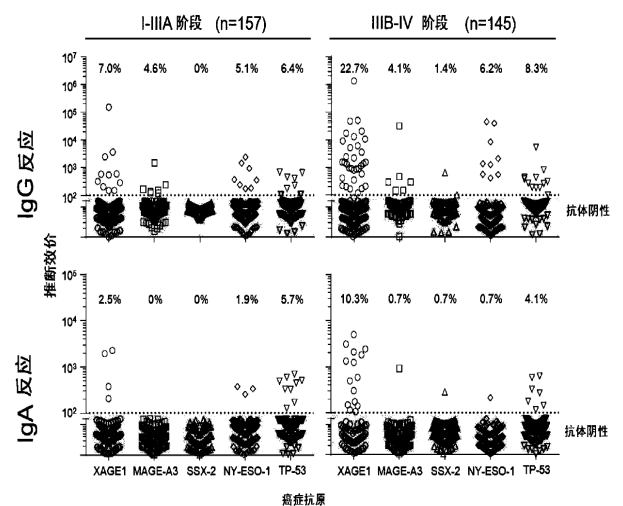 I-IIIA 阶段 (n=157)
IIIB-IV 阶段 (n=145)
IgG 反应
推断效价
IgA 反应
10⁷
10⁶
10⁵
10⁴
10³
10²
7.0% 4.6% 0% 5.1% 6.4%
22.7% 4.1% 1.4% 6.2% 8.3%
抗体阴性
10⁵
10⁴
10³
10²
2.5% 0% 0% 1.9% 5.7%
10.3% 0.7% 0.7% 0.7% 4.1%
抗体阴性
XAGE1 MAGE-A3 SSX-2 NY-ESO-1 TP-53
XAGE1 MAGE-A3 SSX-2 NY-ESO-1 TP-53
癌症抗原